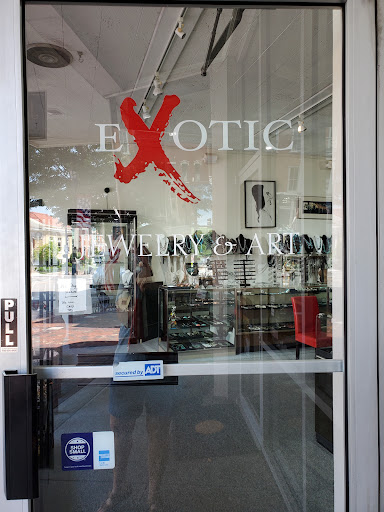 EXOTIC
JEWELRY & ART
PULL
secured by ADT
SHOP
SMALL